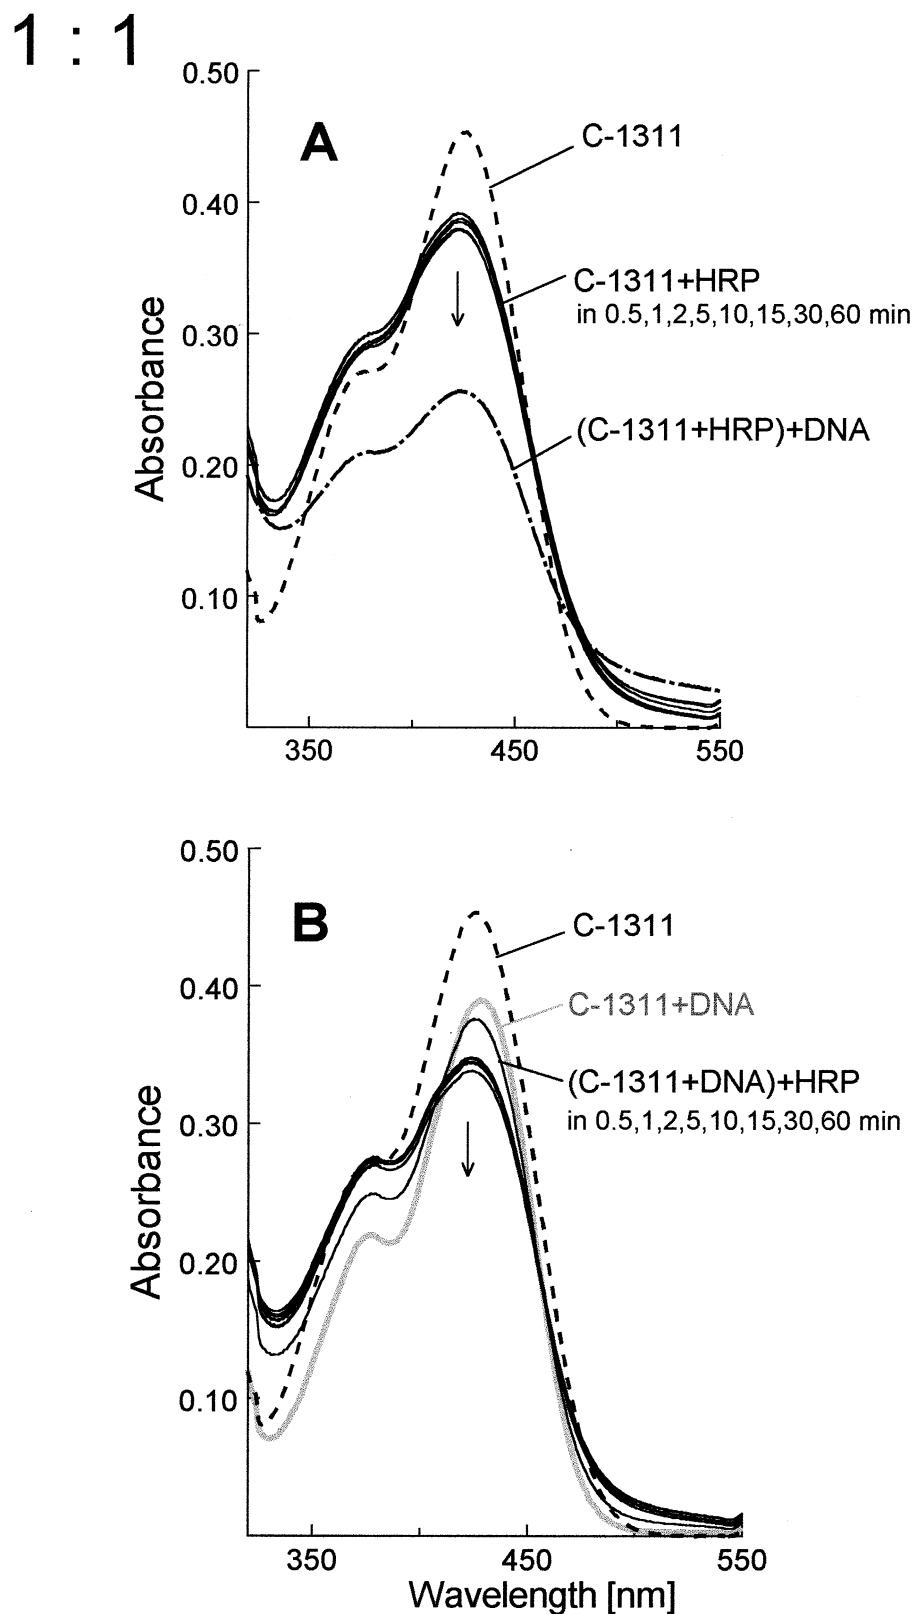 1 : 1
0.50
A
C-1311
0.40
C-1311+HRP
in 0.5,1,2,5,10,15,30,60 min
0.30
Absorbance
(C-1311+HRP)+DNA
0.20
0.10
350
450
550
0.50
B
C-1311
0.40
C-1311+DNA
(C-1311+DNA)+HRP
in 0.5,1,2,5,10,15,30,60 min
0.30
Absorbance
0.20
0.10
350
450
550
Wavelength [nm]